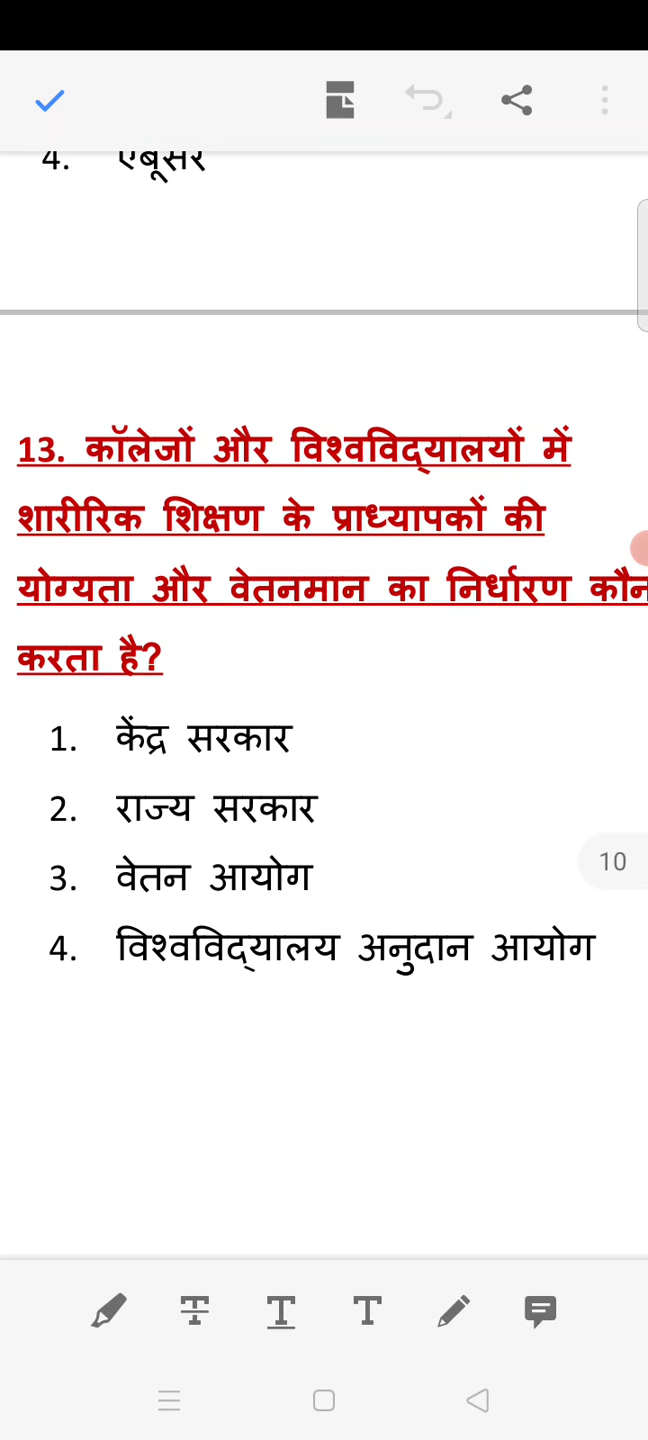 4. एबूसर
13. कॉलेजों और विश्वविद्यालयों में
शारीरिक शिक्षण के प्राध्यापकों की
योग्यता और वेतनमान का निर्धारण कौन
करता है?
1. केंद्र सरकार
2. राज्य सरकार
3. वेतन आयोग
10
4. विश्वविद्यालय अनुदान आयोग